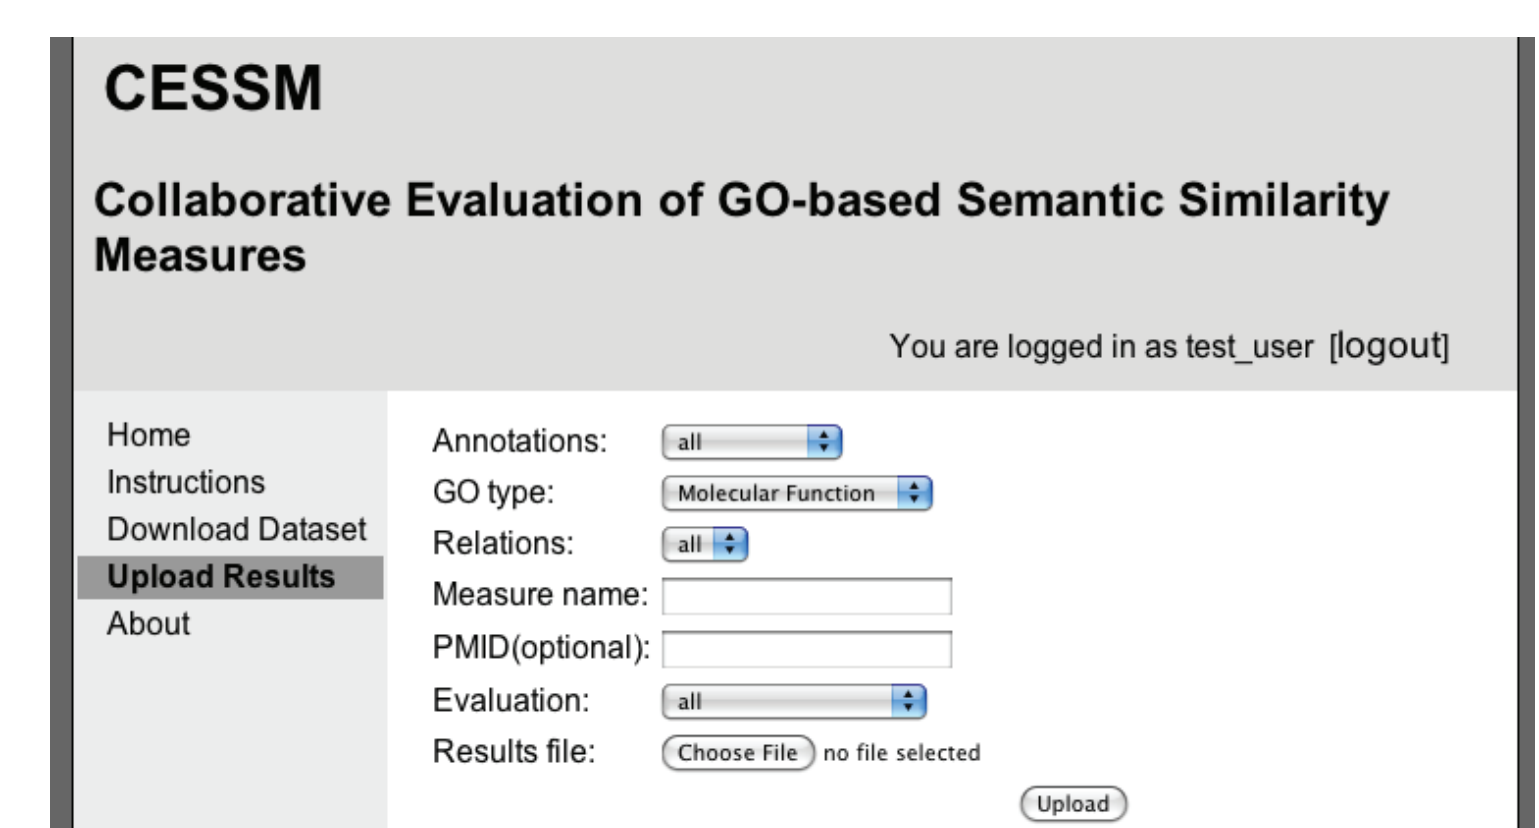 CESSM
Collaborative Evaluation of GO-based Semantic Similarity
Measures
You are logged in as test_user [logout]
Home
Instructions
Download Dataset
Upload Results
About
Annotations: all
GO type: Molecular Function
Relations: all
Measure name:
PMID(optional):
Evaluation: all
Results file: Choose File no file selected
Upload